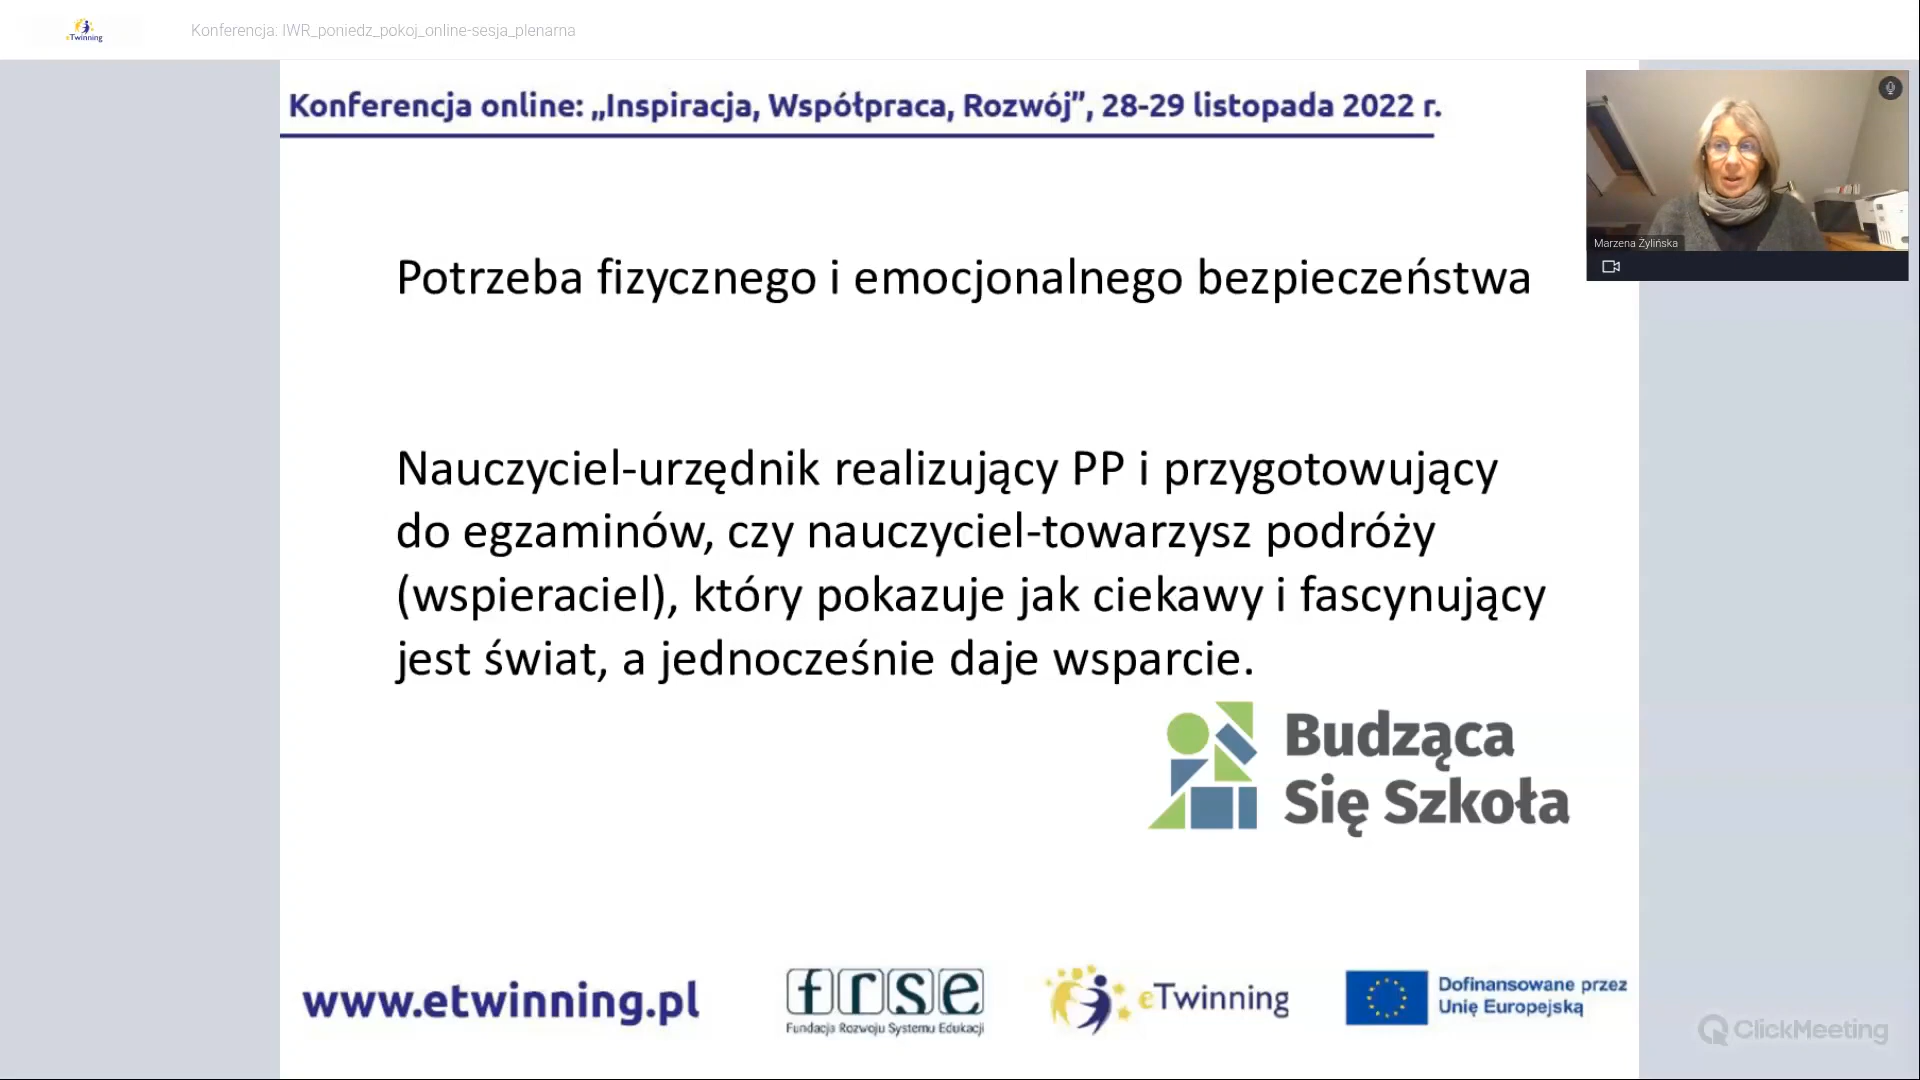 eTwinning
Konferencja: IWR_poniedz_pokoj_online-sesja_plenarna
Konferencja online: „Inspiracja, Współpraca, Rozwój”, 28-29 listopada 2022 r.
Marzena Żylińska
Potrzeba fizycznego i emocjonalnego bezpieczeństwa
Nauczyciel-urzędnik realizujący PP i przygotowujący
do egzaminów, czy nauczyciel-towarzysz podróży
(wspieraciel), który pokazuje jak ciekawy i fascynujący
jest świat, a jednocześnie daje wsparcie.
Budząca
Się Szkoła
www.etwinning.pl
frse
Fundacja Rozwoju Systemu Edukacji
eTwinning
Dofinansowane przez
Unię Europejską
ClickMeeting